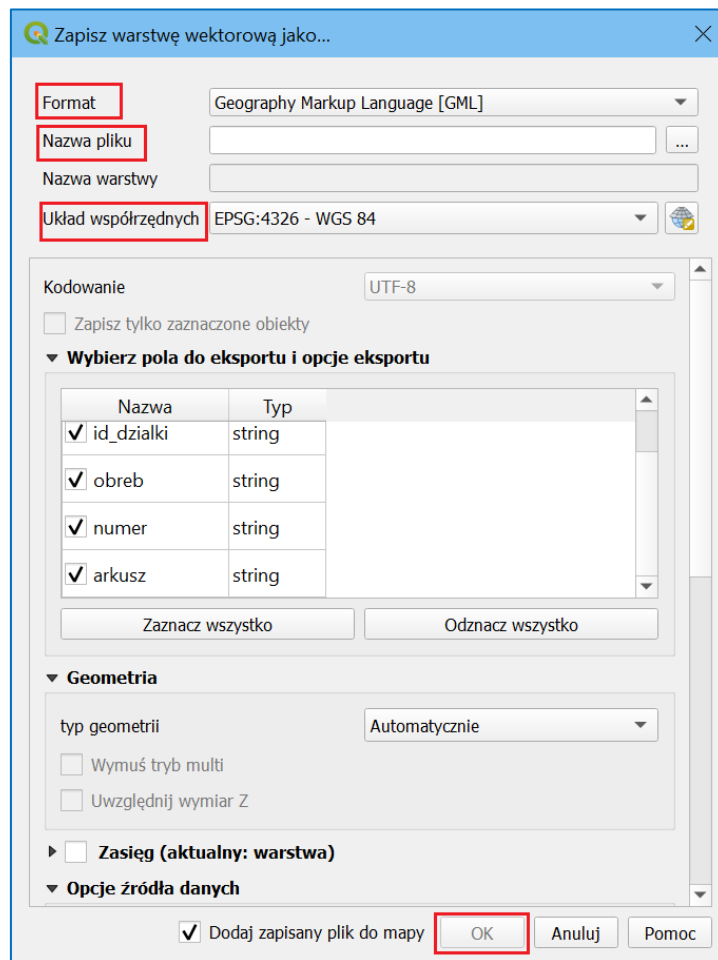 Zapisz warstwę wektorową jako...
Format Geography Markup Language [GML]
Nazwa pliku ...
Nazwa warstwy
Układ współrzędnych EPSG:4326 - WGS 84
Kodowanie UTF-8
Zapisz tylko zaznaczone obiekty
Wybierz pola do eksportu i opcje eksportu
Nazwa Typ
id_dzialki string
obreb string
numer string
arkusz string
Zaznacz wszystko Odznacz wszystko
Geometria
typ geometrii Automatycznie
Wymuś tryb multi
Uwzględnij wymiar Z
Zasięg (aktualny: warstwa)
Opcje źródła danych
Dodaj zapisany plik do mapy OK Anuluj Pomoc